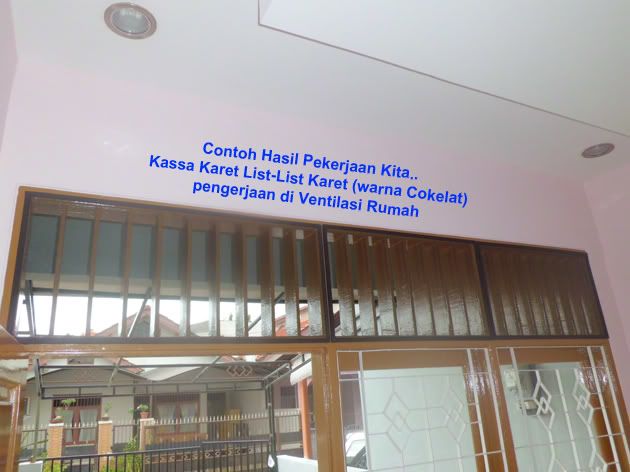 Contoh Hasil Pekerjaan Kita..
Kassa Karet List-List Karet (warna Cokelat)
pengerjaan di Ventilasi Rumah